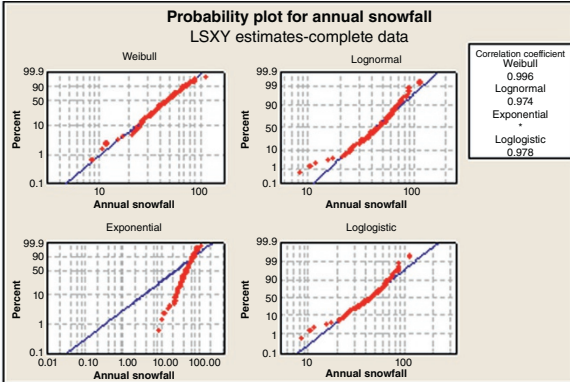 Probability plot for annual snowfall
LSXY estimates-complete data
Weibull
99.9
90
50
10
1
0.1
Percent
10 100
Annual snowfall
Lognormal
99.9
99
90
50
10
1
0.1
Percent
10 100
Annual snowfall
Correlation coefficient
Weibull
0.996
Lognormal
0.974
Exponential
*
Loglogistic
0.978
Exponential
99.9
90
50
10
1
0.1
Percent
0.01 0.10 1.00 10.00 100.00
Annual snowfall
Loglogistic
99.9
99
90
50
10
1
0.1
Percent
10 100
Annual snowfall